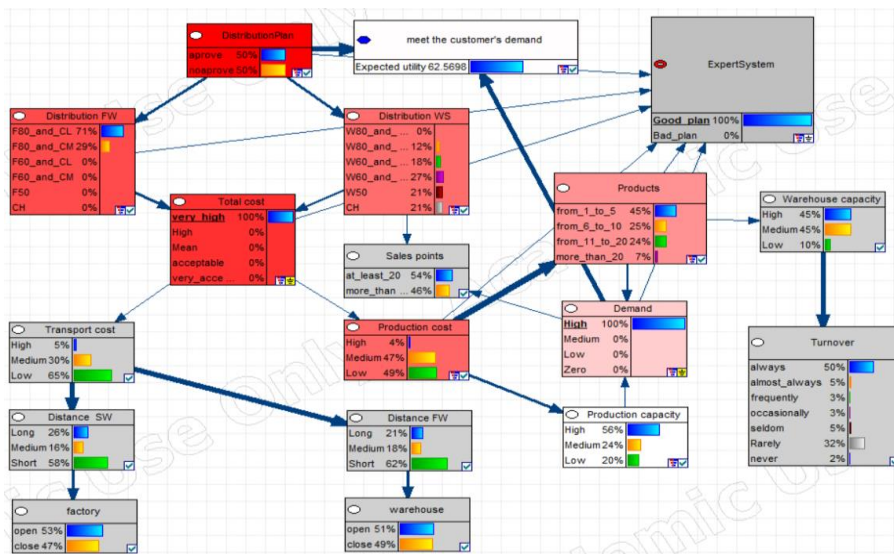 DistributionPlan
aprove 50%
noaprove 50%
meet the customer's demand
Expected utility 62.5698
ExpertSystem
Good_plan 100%
Bad_plan 0%
Distribution FW
F80_and_CL 71%
F80_and_CM 29%
F60_and_CL 0%
F60_and_CM 0%
F50 0%
CH 0%
Distribution WS
W80_and_ ... 0%
W80_and_ ... 12%
W60_and_ ... 18%
W60_and_ ... 27%
W50 21%
CH 21%
Total cost
very_high 100%
High 0%
Mean 0%
acceptable 0%
very_acce ... 0%
Products
from_1_to_5 45%
from_6_to_10 25%
from_11_to_20 24%
more_than_20 7%
Warehouse capacity
High 45%
Medium 45%
Low 10%
Sales points
at_least_20 54%
more_than ... 46%
Transport cost
High 5%
Medium 30%
Low 65%
Production cost
High 4%
Medium 47%
Low 49%
Demand
High 100%
Medium 0%
Low 0%
Zero 0%
Turnover
always 50%
almost_always 5%
frequently 3%
occasionally 3%
seldom 5%
Rarely 32%
never 2%
Distance SW
Long 26%
Medium 16%
Short 58%
Distance FW
Long 21%
Medium 18%
Short 62%
Production capacity
High 56%
Medium 24%
Low 20%
factory
open 53%
close 47%
warehouse
open 51%
close 49%